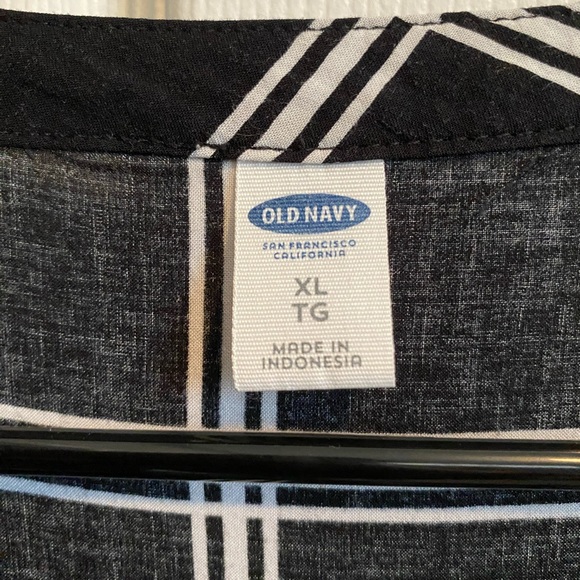 OLD NAVY
SAN FRANCISCO
CALIFORNIA
XL
TG
MADE IN
INDONESIA